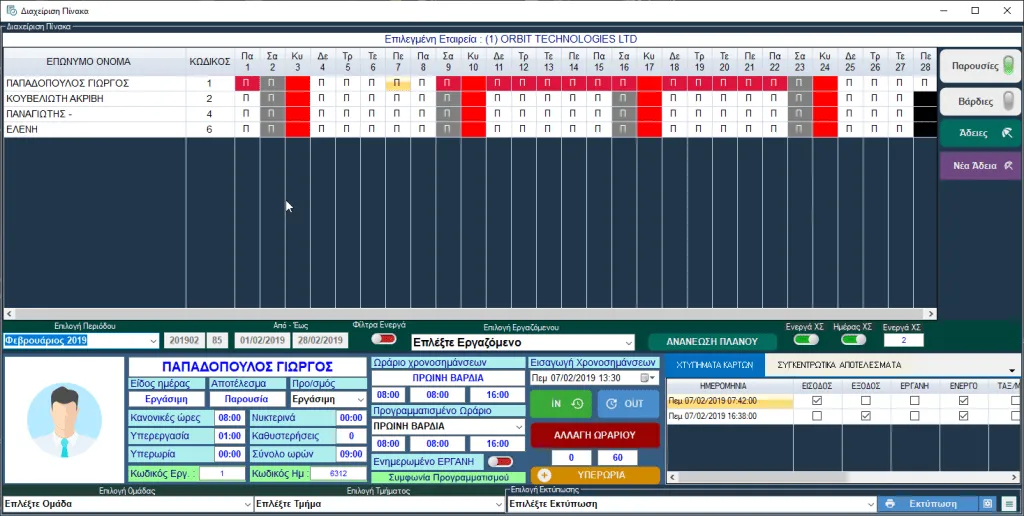 Διαχείριση Πίνακα
Διαχείριση Πίνακα
Επιλεγμένη Εταιρεία : (1) ORBIT TECHNOLOGIES LTD
ΕΠΩΝΥΜΟ ΟΝΟΜΑ ΚΩΔΙΚΟΣ Πα 1 Σα 2 Κυ 3 Δε 4 Τρ 5 Τε 6 Πε 7 Πα 8 Σα 9 Κυ 10 Δε 11 Τρ 12 Τε 13 Πε 14 Πα 15 Σα 16 Κυ 17 Δε 18 Τρ 19 Τε 20 Πε 21 Πα 22 Σα 23 Κυ 24 Δε 25 Τρ 26 Τε 27 Πε 28
ΠΑΠΑΔΟΠΟΥΛΟΣ ΓΙΩΡΓΟΣ 1 Π Π Π Π Π Π Π Π Π Π Π Π Π Π Π Π Π Π Π Π Π Π Π Π
ΚΟΥΒΕΛΙΩΤΗ ΑΚΡΙΒΗ 2 Π Π Π Π Π Π Π Π Π Π Π Π Π Π Π Π Π Π Π Π Π Π Π
ΠΑΝΑΓΙΩΤΗΣ - 4 Π Π Π Π Π Π Π Π Π Π Π Π Π Π Π Π Π Π Π Π Π Π Π
ΕΛΕΝΗ 6 Π Π Π Π Π Π Π Π Π Π Π Π Π Π Π Π Π Π Π Π Π Π Π
Παρουσίες
Βάρδιες
Άδειες
Νέα Άδεια
Επιλογή Περιόδου Από - Έως Φίλτρα Ενεργά Επιλογή Εργαζόμενου Ενεργά ΧΣ Ημέρας ΧΣ Ενεργά ΧΣ
Φεβρουάριος 2019 201902 85 01/02/2019 28/02/2019 Επλέξτε Εργαζόμενο ΑΝΑΝΕΩΣΗ ΠΛΑΝΟΥ 2
ΠΑΠΑΔΟΠΟΥΛΟΣ ΓΙΩΡΓΟΣ
Είδος ημέρας Αποτέλεσμα Προ/σμός
Εργάσιμη Παρουσία Εργάσιμη
Κανονικές ώρες 08:00 Νυκτερινά 00:00
Υπερεργασία 01:00 Καθυστερήσεις 0
Υπερωρία 00:00 Σύνολο ωρών 09:00
Κωδικός Εργ. : 1 Κωδικός Ημ : 6312
Ωράριο χρονοσημάνσεων
ΠΡΩΙΝΗ ΒΑΡΔΙΑ
08:00 08:00 16:00
Προγραμματισμένο Ωράριο
ΠΡΩΙΝΗ ΒΑΡΔΙΑ
08:00 08:00 16:00
Ενημερωμένο ΕΡΓΑΝΗ
Συμφωνία Προγραμματισμού
Εισαγωγή Χρονοσημάνσεων
Πεμ 07/02/2019 13:30
IN OUT
ΑΛΛΑΓΗ ΩΡΑΡΙΟΥ
0 60
ΥΠΕΡΩΡΙΑ
ΧΤΥΠΗΜΑΤΑ ΚΑΡΤΩΝ ΣΥΓΚΕΝΤΡΩΤΙΚΑ ΑΠΟΤΕΛΕΣΜΑΤΑ
ΗΜΕΡΟΜΗΝΙΑ ΕΙΣΟΔΟΣ ΕΞΟΔΟΣ ΕΡΓΑΝΗ ΕΝΕΡΓΟ ΤΑΞ/Μ
Πεμ 07/02/2019 07:42:00
Πεμ 07/02/2019 16:38:00
Επιλογή Ομάδας Επιλογή Τμήματος Επιλογή Εκτύπωσης
Επλέξτε Ομάδα Επλέξτε Τμήμα Επιλέξτε Εκτύπωση Εκτύπωση